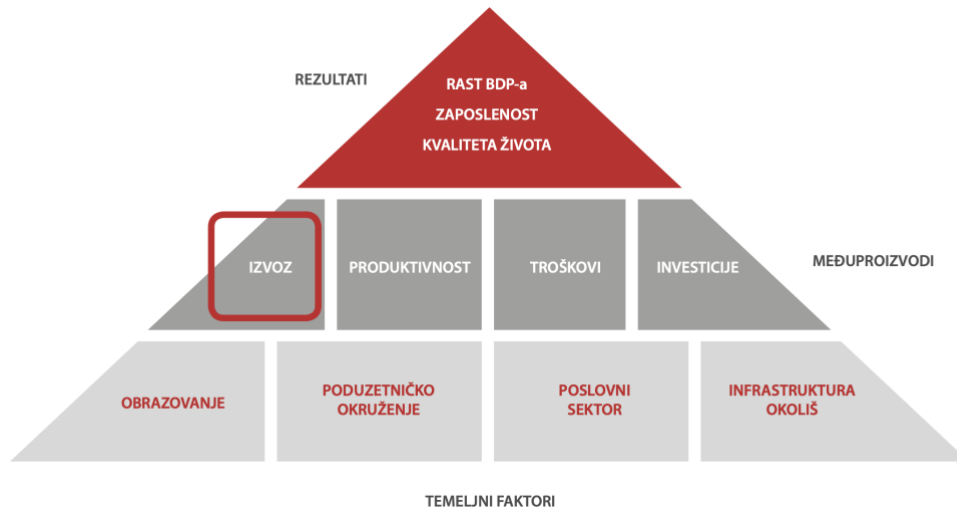 REZULTATI
RAST BDP-a
ZAPOSLENOST
KVALITETA ŽIVOTA
IZVOZ
PRODUKTIVNOST
TROŠKOVI
INVESTICIJE
MEĐUPROIZVODI
OBRAZOVANJE
PODUZETNIČKO
OKRUŽENJE
POSLOVNI
SEKTOR
INFRASTRUKTURA
OKOLIŠ
TEMELJNI FAKTORI